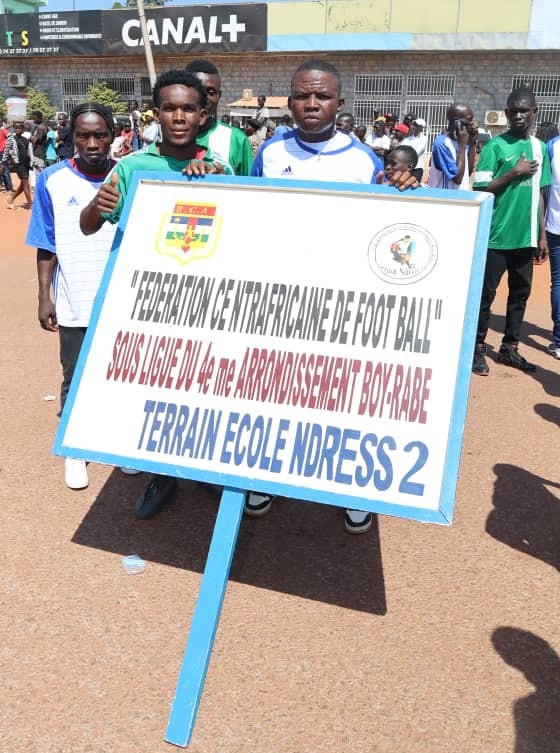 CANAL+
R.C.A
"FEDERATION CE NTRAFRICAINE DE FOOT BALL"
SOUS LIGUE DU 4e me ARRONDISSEMENT BOY-RABE
TERRAIN ECOLE NDRESS 2